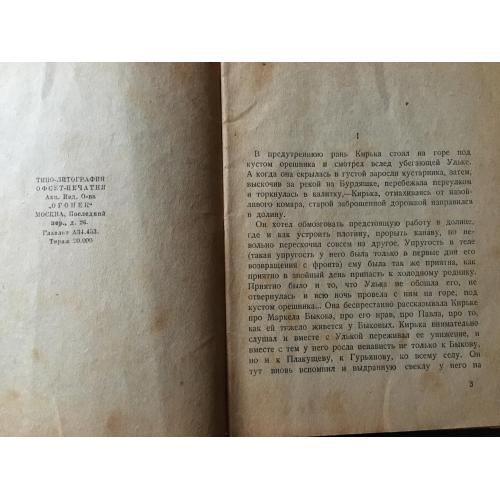 ТИПО-ЛИТОГРАФИЯ
ОФСЕТ-ПЕЧАТИЯ
Акц. Изд. О-ва
„ОГОНЕК“
МОСКВА, Последний
пер., д. 26.
Главлит А34.453.
Тираж 20.000
I
В предутреннюю рань Кирька стоял на горе под
кустом орешника и смотрел вслед убегающей Ульке.
А когда она скрылась в густой заросли кустарника, затем,
выскочив за рекой на Бурдяшке, перебежала переулком
и торкнулась в калитку,—Кирька, отмахиваясь от назой-
ливого комара, старой заброшенной дорожкой направился
в долину.
Он хотел обмозговать предстоящую работу в долине,
где и как устроить плотину, прорыть канаву, но не-
вольно перескочил совсем на другое. Упругость в теле
(такая упругость у него была только в первые дни его
возвращения с фронта) ему была так же приятна, как
приятно в знойный день припасть к холодному роднику.
Приятно было и то, что Улька не обошла его, не
отвернулась и всю ночь провела с ним на горе, под
кустом орешника... Она беспрестанно рассказывала Кирьке
про Маркела Быкова, про его нрав, про Павла, про то,
как ей тяжело живется у Быковых. Кирька внимательно
слушал и вместе с Улькой переживал ее унижение, и
вместе с тем у него росла ненависть не только к Быкову,
но и к Плакущеву, к Гурьянову, ко всему селу. Он
тут вновь вспомнил и выдранную свеклу у него на
3